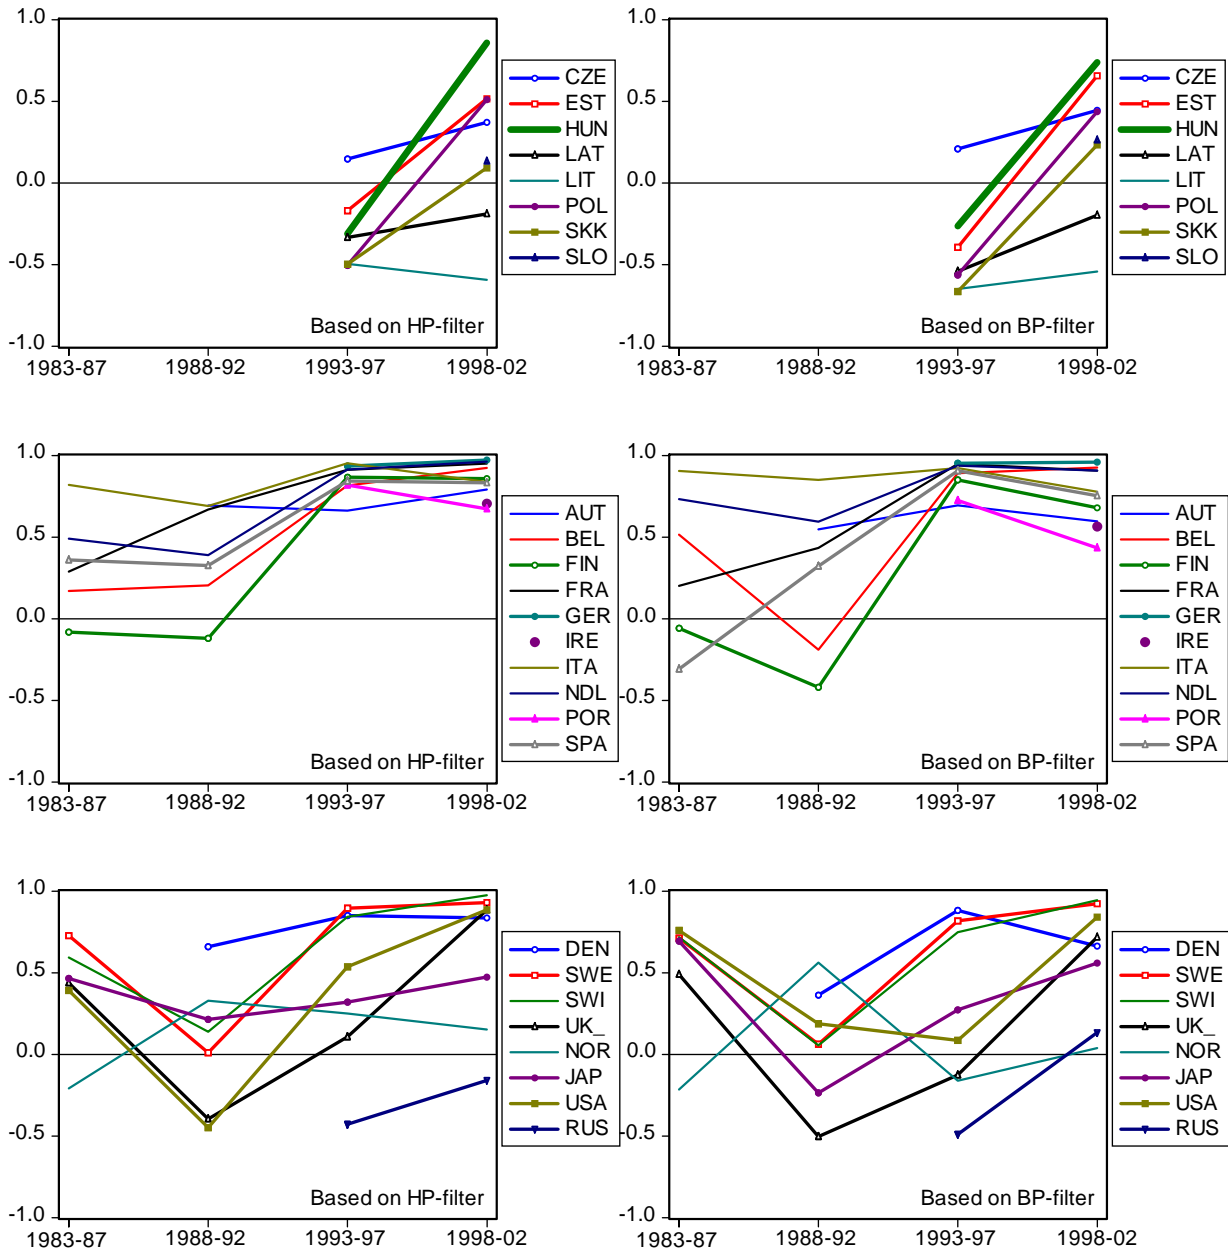 1.0
0.5
0.0
-0.5
-1.0
1983-87 1988-92 1993-97 1998-02
Based on HP-filter
CZE
EST
HUN
LAT
LIT
POL
SKK
SLO
1.0
0.5
0.0
-0.5
-1.0
1983-87 1988-92 1993-97 1998-02
Based on BP-filter
CZE
EST
HUN
LAT
LIT
POL
SKK
SLO
1.0
0.5
0.0
-0.5
-1.0
1983-87 1988-92 1993-97 1998-02
Based on HP-filter
AUT
BEL
FIN
FRA
GER
IRE
ITA
NDL
POR
SPA
1.0
0.5
0.0
-0.5
-1.0
1983-87 1988-92 1993-97 1998-02
Based on BP-filter
AUT
BEL
FIN
FRA
GER
IRE
ITA
NDL
POR
SPA
1.0
0.5
0.0
-0.5
-1.0
1983-87 1988-92 1993-97 1998-02
Based on HP-filter
DEN
SWE
SWI
UK_
NOR
JAP
USA
RUS
1.0
0.5
0.0
-0.5
-1.0
1983-87 1988-92 1993-97 1998-02
Based on BP-filter
DEN
SWE
SWI
UK_
NOR
JAP
USA
RUS